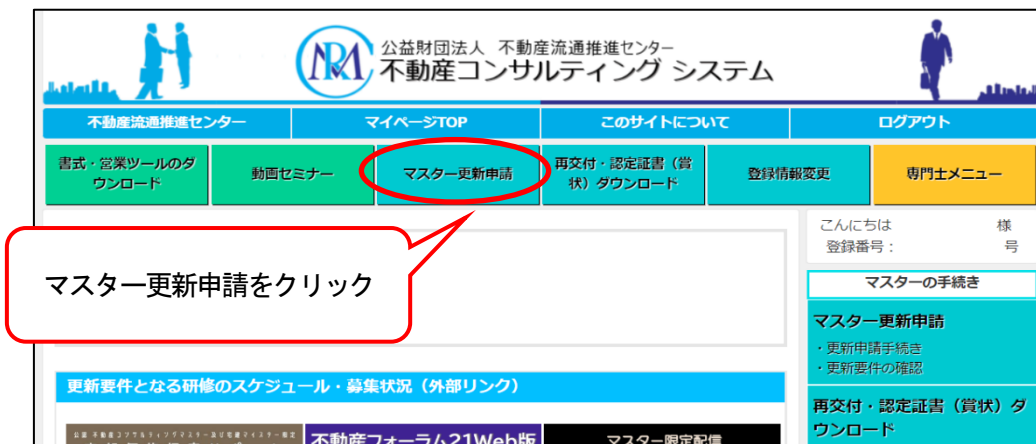 NRM
公益財団法人 不動産流通推進センター
不動産コンサルティング システム
不動産流通推進センター
マイページTOP
このサイトについて
ログアウト
書式・営業ツールのダ
ウンロード
動画セミナー
マスター更新申請
再交付・認定証書（賞
状）ダウンロード
登録情報変更
専門士メニュー
マスター更新申請をクリック
こんにちは 様
登録番号： 号
マスターの手続き
マスター更新申請
・更新申請手続き
・更新要件の確認
再交付・認定証書（賞状）ダ
ウンロード
更新要件となる研修のスケジュール・募集状況（外部リンク）
不動産フォーラム21Web版
マスター限定配信